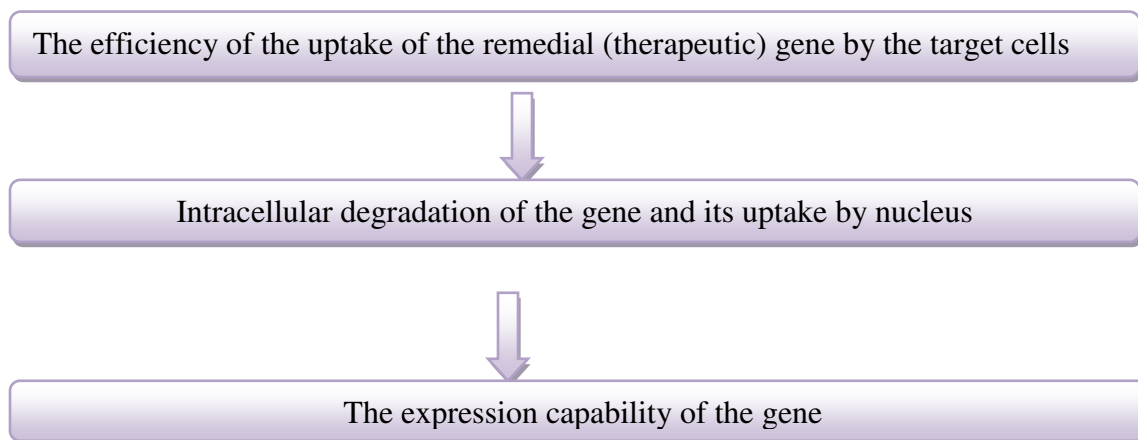 The efficiency of the uptake of the remedial (therapeutic) gene by the target cells
Intracellular degradation of the gene and its uptake by nucleus
The expression capability of the gene